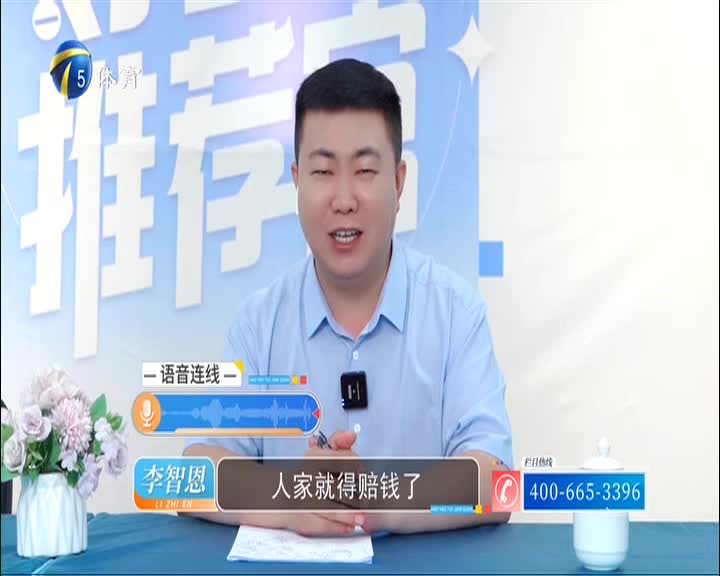 推荐官
5 体育
— 语音连线 —
李智恩
LI ZHI EN
人家就得赔钱了
栏目热线
400-665-3396